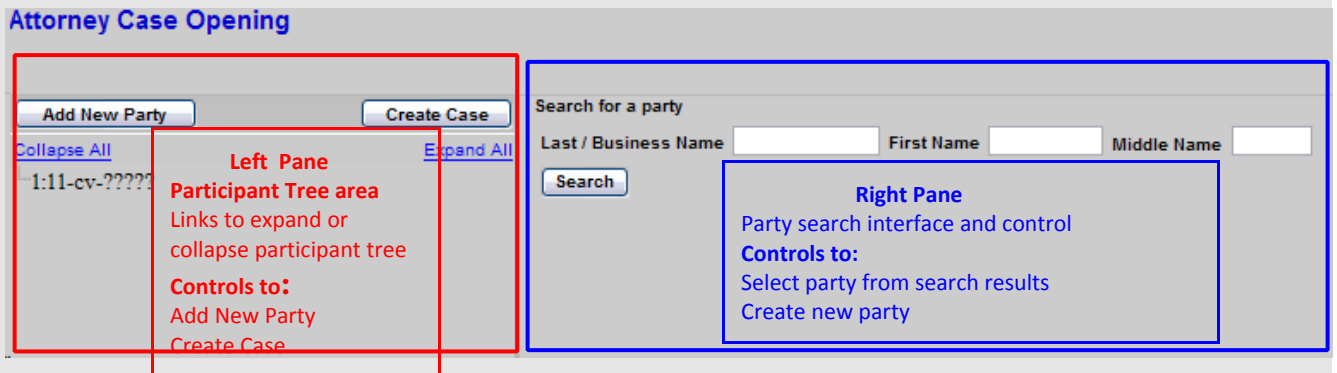 Attorney Case Opening
Add New Party
Create Case
Collapse All
Expand All
1:11-cv-?????
Left Pane
Participant Tree area
Links to expand or
collapse participant tree
Controls to:
Add New Party
Create Case
Search for a party
Last / Business Name
First Name
Middle Name
Search
Right Pane
Party search interface and control
Controls to:
Select party from search results
Create new party